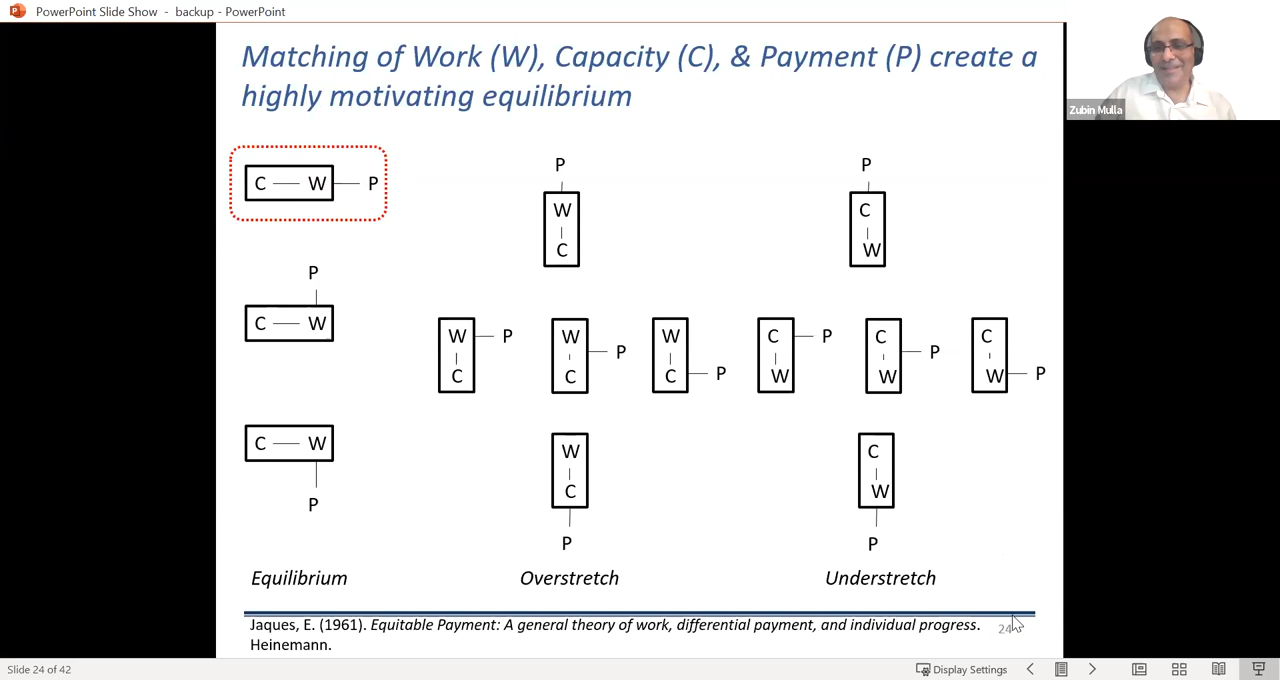 PowerPoint Slide Show - backup - PowerPoint
Zubin Mulla
Matching of Work (W), Capacity (C), & Payment (P) create a
highly motivating equilibrium
C W P
P
C W
C W
P
P
W
C
W P
C
W
P
C
W
C P
W
C
P
P
C
W
C P
W
C
P
W
C
W P
C
W
P
Equilibrium
Overstretch
Understretch
Jaques, E. (1961). Equitable Payment: A general theory of work, differential payment, and individual progress.
Heinemann.
24
Slide 24 of 42
Display Settings